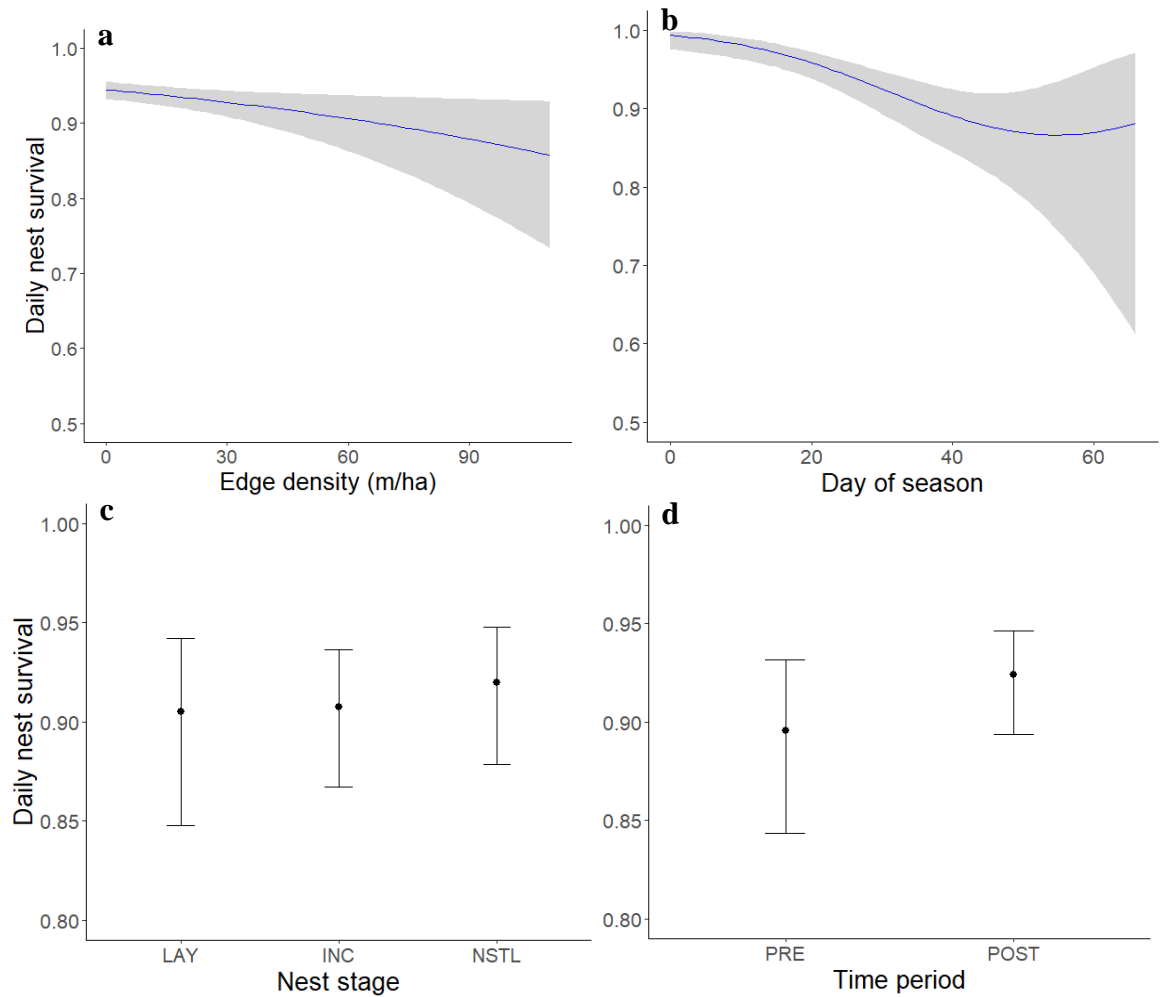 a
Daily nest survival
1.0
0.9
0.8
0.7
0.6
0.5
0 30 60 90
Edge density (m/ha)
b
1.0
0.9
0.8
0.7
0.6
0.5
0 20 40 60
Day of season
c
Daily nest survival
1.00
0.95
0.90
0.85
0.80
LAY INC NSTL
Nest stage
d
1.00
0.95
0.90
0.85
0.80
PRE POST
Time period